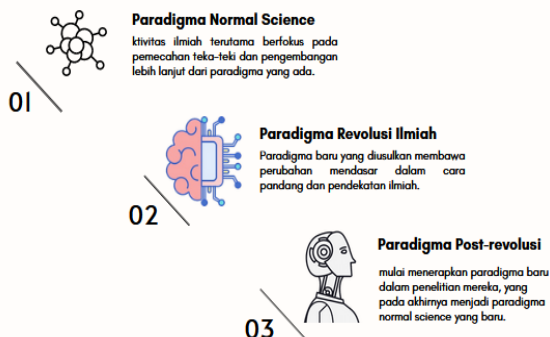 Paradigma Normal Science
ktivitas ilmiah terutama berfokus pada
pemecahan teka-teki dan pengembangan
lebih lanjut dari paradigma yang ada.
01
Paradigma Revolusi Ilmiah
Paradigma baru yang diusulkan membawa
perubahan mendasar dalam cara
pandang dan pendekatan ilmiah.
02
Paradigma Post-revolusi
mulai menerapkan paradigma baru
dalam penelitian mereka, yang
pada akhirnya menjadi paradigma
normal science yang baru.
03